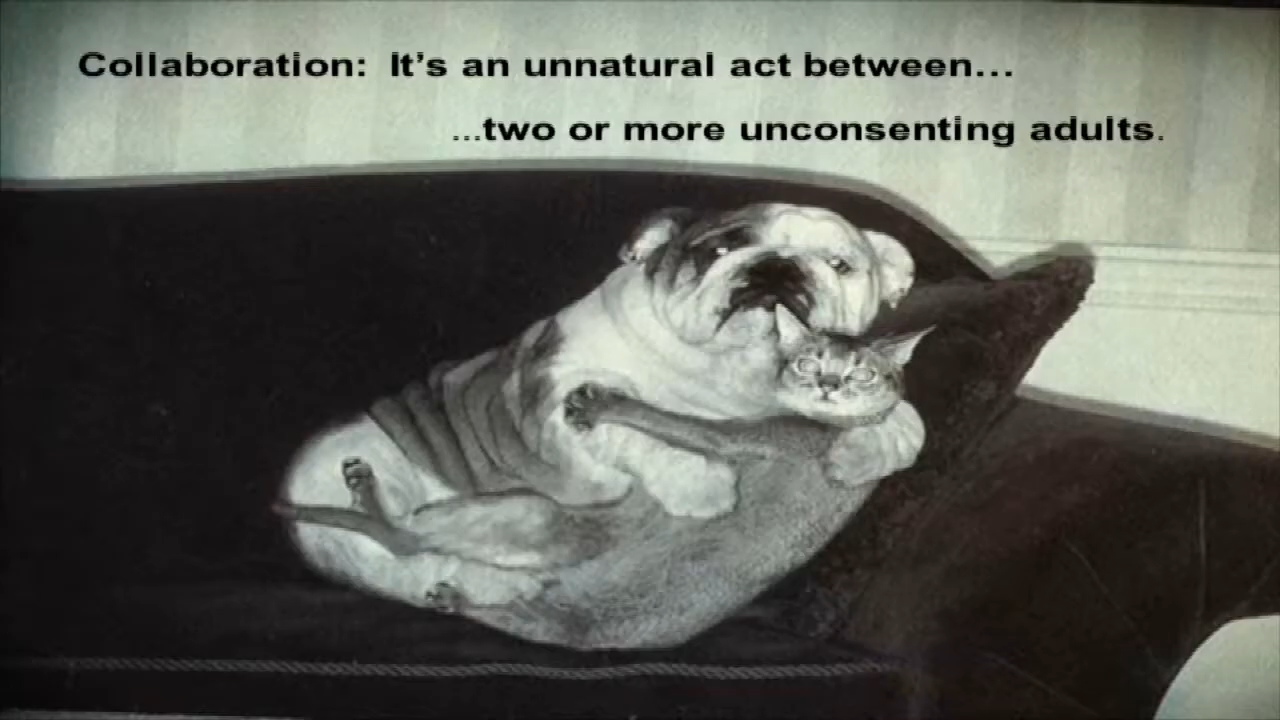 Collaboration: It's an unnatural act between...
...two or more unconsenting adults.